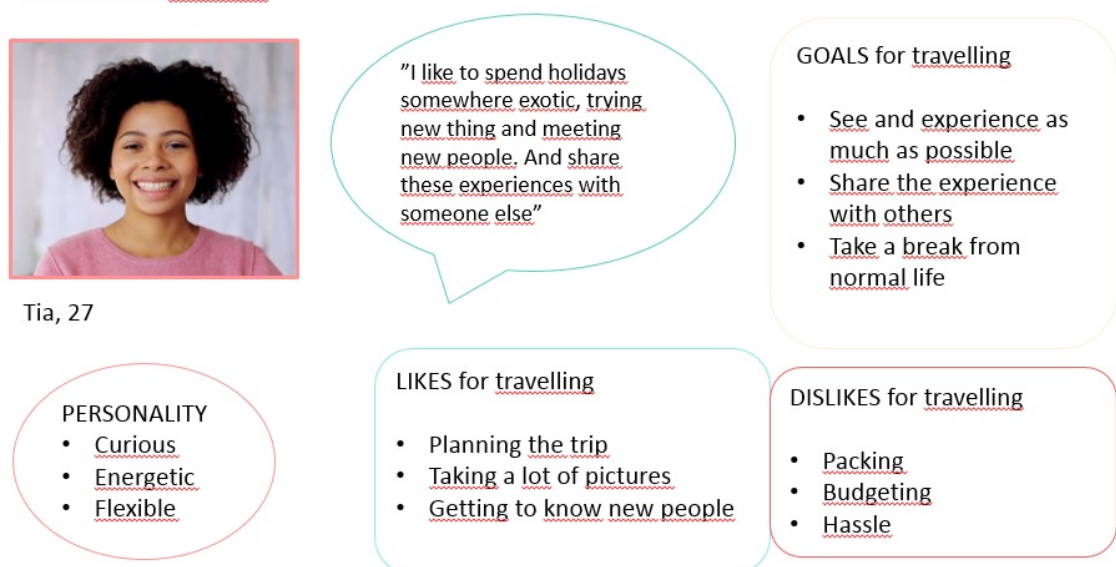 ”I like to spend holidays
somewhere exotic, trying
new thing and meeting
new people. And share
these experiences with
someone else”
GOALS for travelling
• See and experience as
much as possible
• Share the experience
with others
• Take a break from
normal life
Tia, 27
PERSONALITY
• Curious
• Energetic
• Flexible
LIKES for travelling
• Planning the trip
• Taking a lot of pictures
• Getting to know new people
DISLIKES for travelling
• Packing
• Budgeting
• Hassle